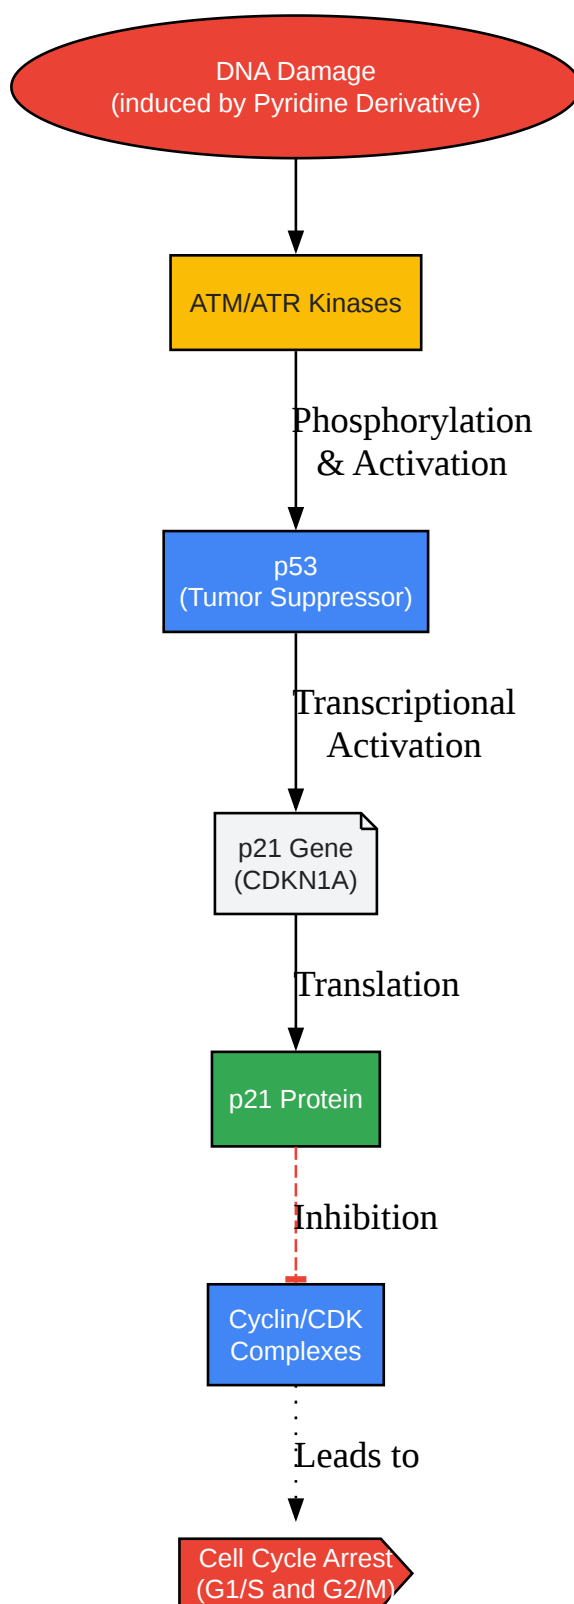 DNA Damage
(induced by Pyridine Derivative)
ATM/ATR Kinases
Phosphorylation
& Activation
p53
(Tumor Suppressor)
Transcriptional
Activation
p21 Gene
(CDKN1A)
Translation
p21 Protein
Inhibition
Cyclin/CDK
Complexes
Leads to
Cell Cycle Arrest
(G1/S and G2/M)